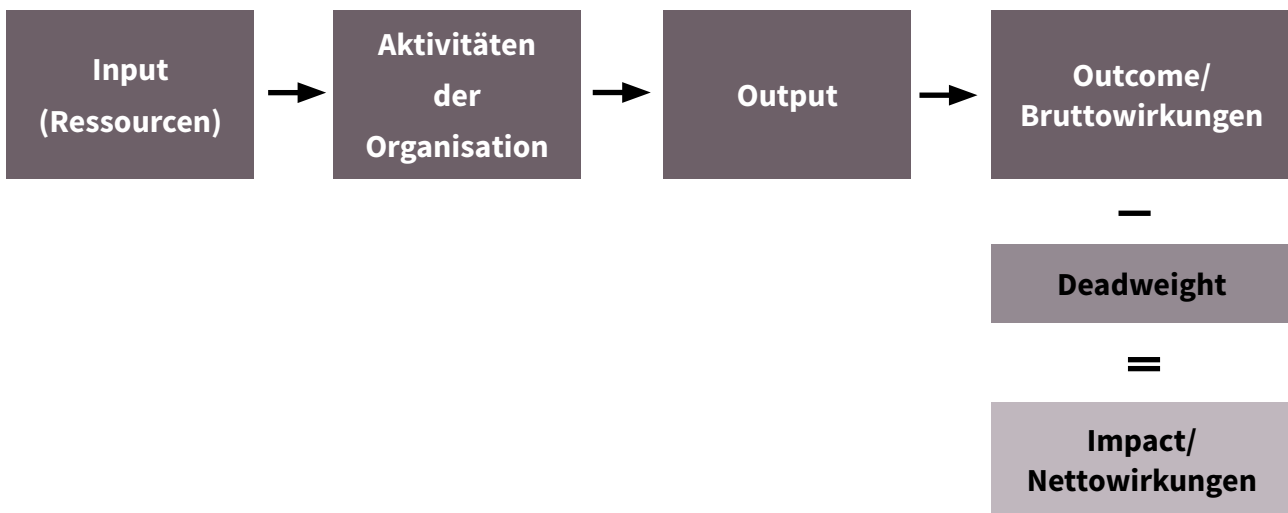 Input
(Ressourcen)
Aktivitäten
der
Organisation
Output
Outcome/
Bruttowirkungen
–
Deadweight
=
Impact/
Nettowirkungen